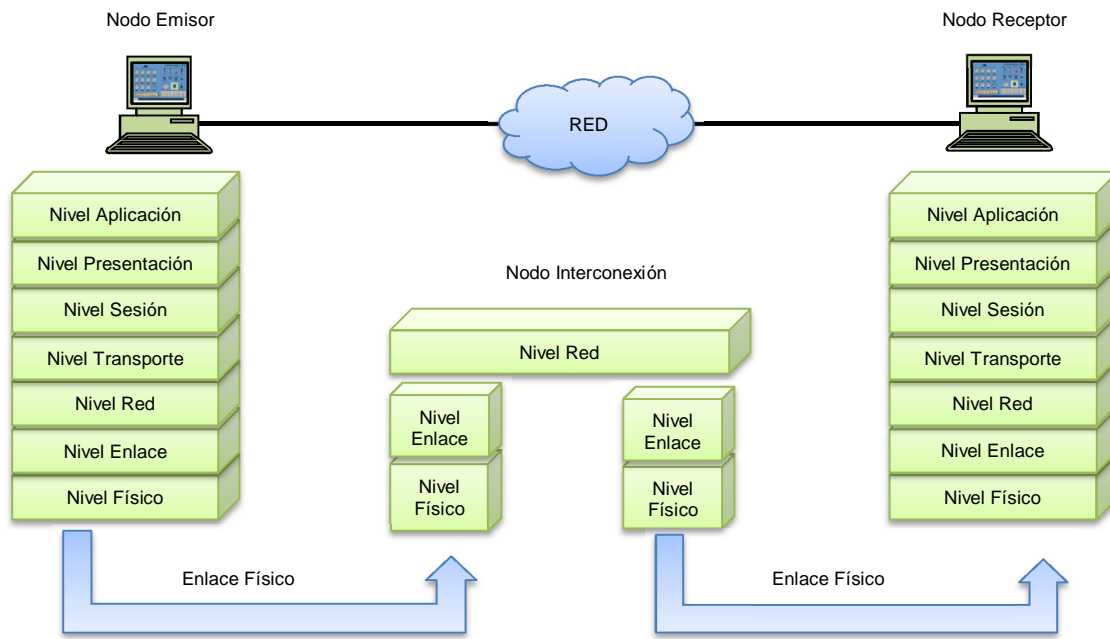 Nodo Emisor
Nodo Receptor
RED
Nivel Aplicación
Nivel Presentación
Nivel Sesión
Nivel Transporte
Nivel Red
Nivel Enlace
Nivel Físico
Nodo Interconexión
Nivel Red
Nivel
Enlace
Nivel
Físico
Nivel
Enlace
Nivel
Físico
Nivel Aplicación
Nivel Presentación
Nivel Sesión
Nivel Transporte
Nivel Red
Nivel Enlace
Nivel Físico
Enlace Físico
Enlace Físico